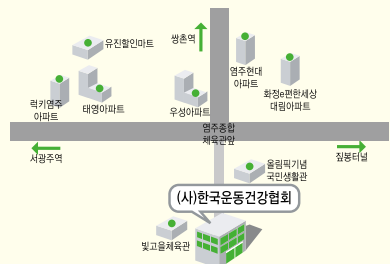 유진할인마트
쌍촌역
염주현대
아파트
화정e편한세상
대림아파트
럭키염주
아파트
태영아파트
우성아파트
염주종합
체육관앞
서광주역
짚봉터널
올림픽기념
국민생활관
(사)한국운동건강협회
빛고을체육관